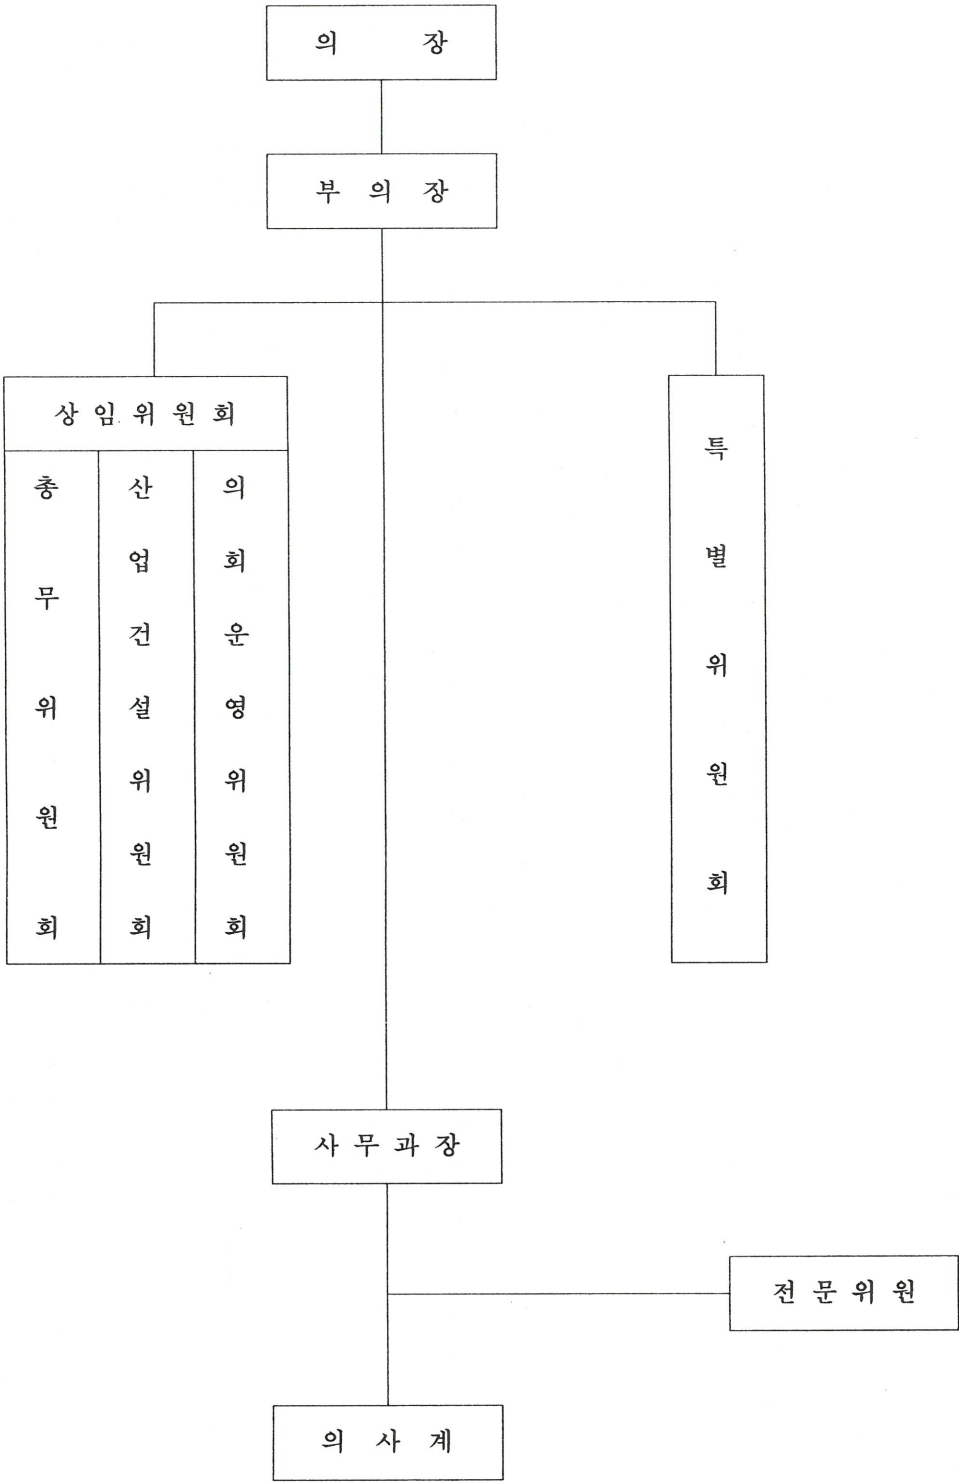 의 장
부 의 장
상 임 위 원 회
총무위원회
산업건설위원회
의회운영위원회
특별위원회
사 무 과 장
전 문 위 원
의 사 계